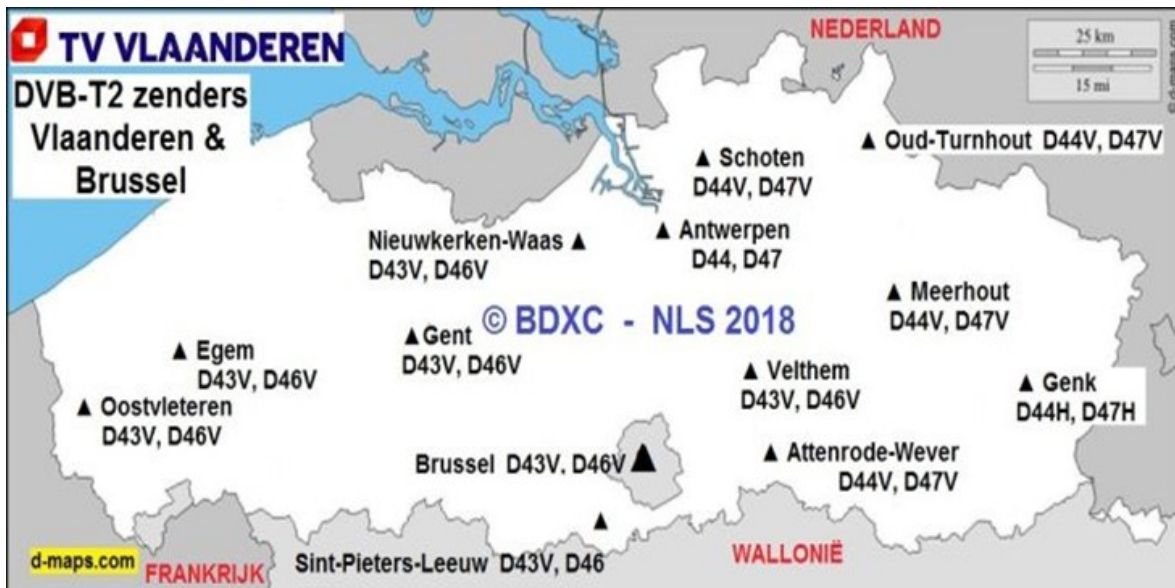 TV VLAANDEREN
DVB-T2 zenders
Vlaanderen &
Brussel
NEDERLAND
25 km
15 mi
© d-maps.com
Oud-Turnhout D44V, D47V
Schoten
D44V, D47V
Nieuwkerken-Waas
D43V, D46V
Antwerpen
D44, D47
Meerhout
D44V, D47V
© BDXC - NLS 2018
Gent
D43V, D46V
Egem
D43V, D46V
Velthem
D43V, D46V
Genk
D44H, D47H
Oostvleteren
D43V, D46V
Brussel D43V. D46V
Attenrode-Wever
D44V, D47V
Sint-Pieters-Leeuw D43V, D46
WALLONIË
d-maps.com
FRANKRIJK